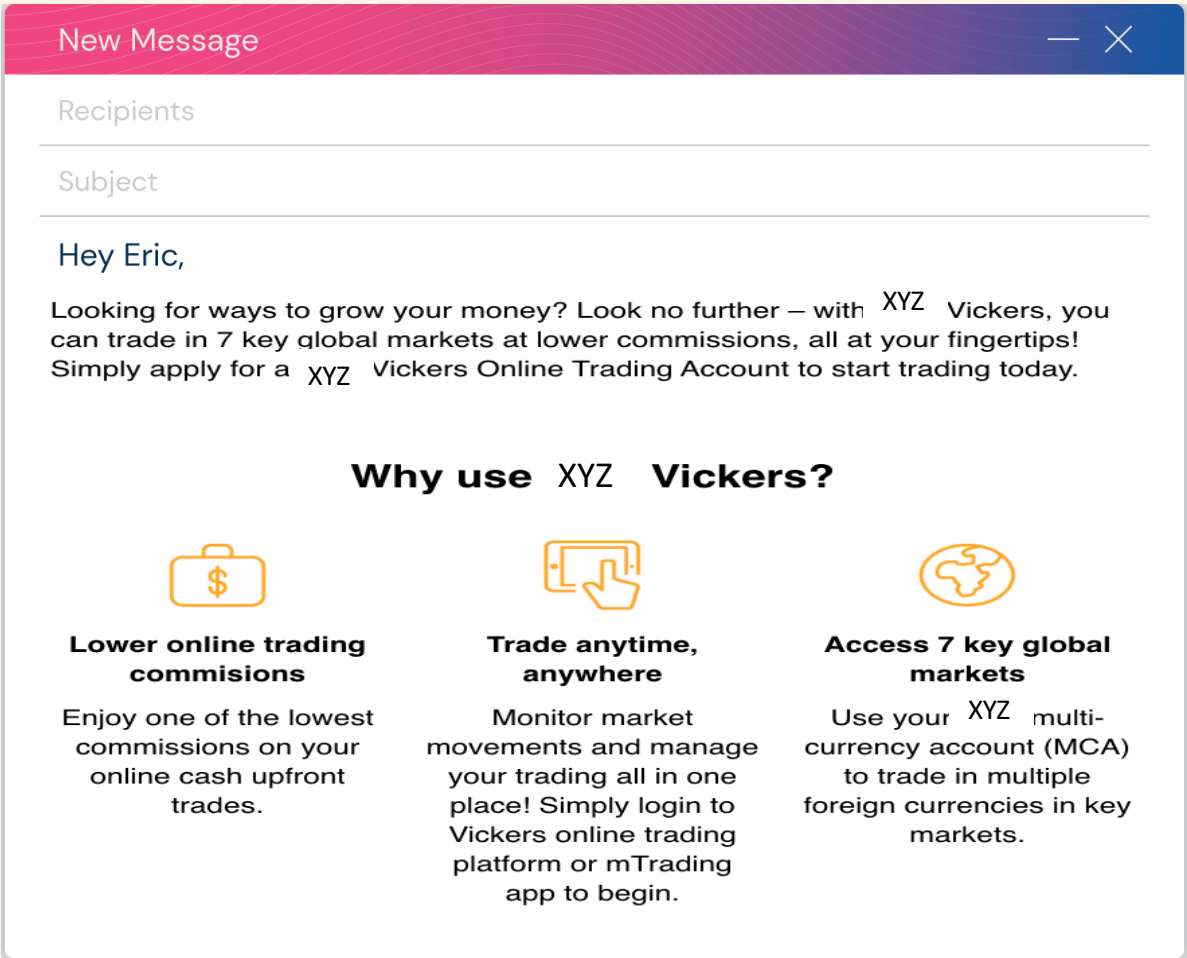 New Message
Recipients
Subject
Hey Eric,
Looking for ways to grow your money? Look no further – with XYZ Vickers, you
can trade in 7 key global markets at lower commissions, all at your fingertips!
Simply apply for a XYZ Vickers Online Trading Account to start trading today.
Why use XYZ Vickers?
$
Lower online trading
commisions
Enjoy one of the lowest
commissions on your
online cash upfront
trades.
Trade anytime,
anywhere
Monitor market
movements and manage
your trading all in one
place! Simply login to
Vickers online trading
platform or mTrading
app to begin.
Access 7 key global
markets
Use your XYZ multi-
currency account (MCA)
to trade in multiple
foreign currencies in key
markets.